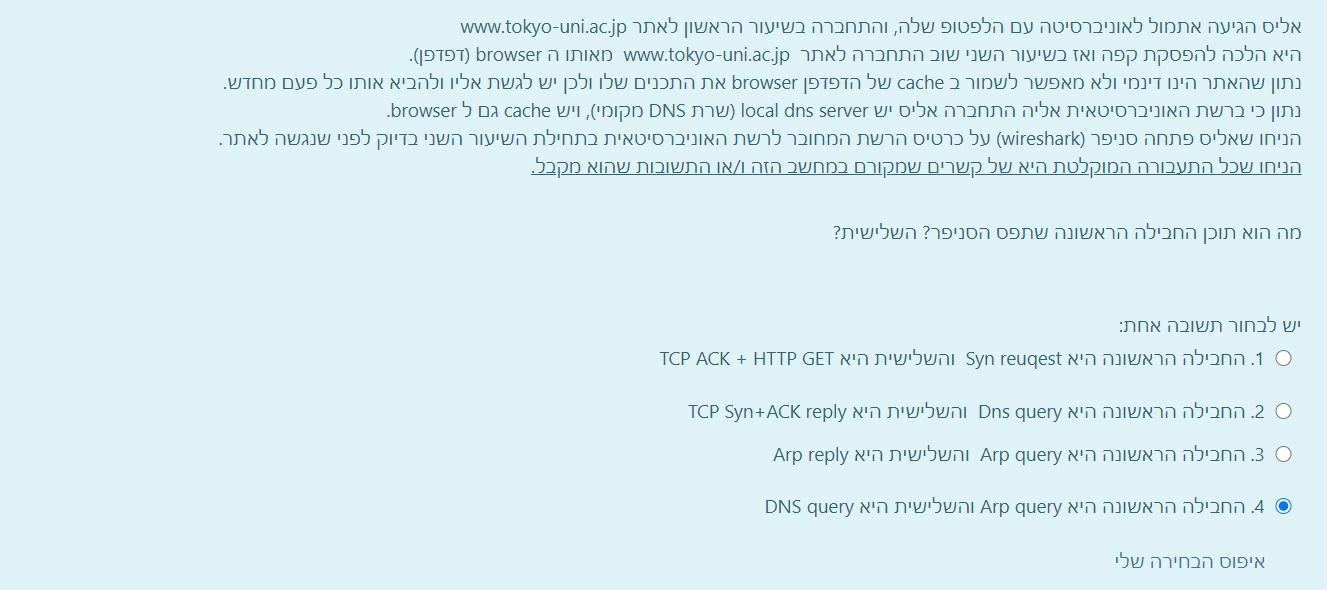 אליס הגיעה אתמול לאוניברסיטה עם הלפטופ שלה, והתחברה בשיעור הראשון לאתר www.tokyo-uni.ac.jp
היא הלכה להפסקת קפה ואז בשיעור השני שוב התחברה לאתר www.tokyo-uni.ac.jp מאותו ה browser (דפדפן).
נתון שהאתר הינו דינמי ולא מאפשר לשמור ב cache של הדפדפן browser את התכנים שלו ולכן יש לגשת אליו ולהביא אותו כל פעם מחדש.
נתון כי ברשת האוניברסיטאית אליה התחברה אליס יש local dns server (שרת DNS מקומי), ויש cache גם ל browser.
הניחו שאליס פתחה סניפר (wireshark) על כרטיס הרשת המחובר לרשת האוניברסיטאית בתחילת השיעור השני בדיוק לפני שנגשה לאתר.
הניחו שכל התעבורה המוקלטת היא של קשרים שמקורם במחשב הזה ו/או התשובות שהוא מקבל.
מה הוא תוכן החבילה הראשונה שתפס הסניפר? השלישית?
יש לבחור תשובה אחת:
1. החבילה הראשונה היא Syn reuqest והשלישית היא TCP ACK + HTTP GET
2. החבילה הראשונה היא Dns query והשלישית היא TCP Syn+ACK reply
3. החבילה הראשונה היא Arp query והשלישית היא Arp reply
4. החבילה הראשונה היא Arp query והשלישית היא DNS query
איפוס הבחירה שלי